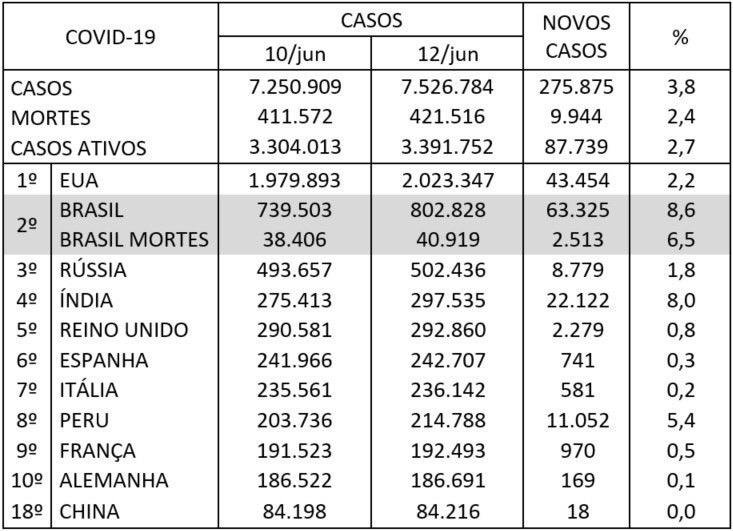 COVID-19 CASOS NOVOS CASOS %
10/jun 12/jun
CASOS 7.250.909 7.526.784 275.875 3,8
MORTES 411.572 421.516 9.944 2,4
CASOS ATIVOS 3.304.013 3.391.752 87.739 2,7
1º EUA 1.979.893 2.023.347 43.454 2,2
2º BRASIL 739.503 802.828 63.325 8,6
BRASIL MORTES 38.406 40.919 2.513 6,5
3º RÚSSIA 493.657 502.436 8.779 1,8
4º ÍNDIA 275.413 297.535 22.122 8,0
5º REINO UNIDO 290.581 292.860 2.279 0,8
6º ESPANHA 241.966 242.707 741 0,3
7º ITÁLIA 235.561 236.142 581 0,2
8º PERU 203.736 214.788 11.052 5,4
9º FRANÇA 191.523 192.493 970 0,5
10º ALEMANHA 186.522 186.691 169 0,1
18º CHINA 84.198 84.216 18 0,0